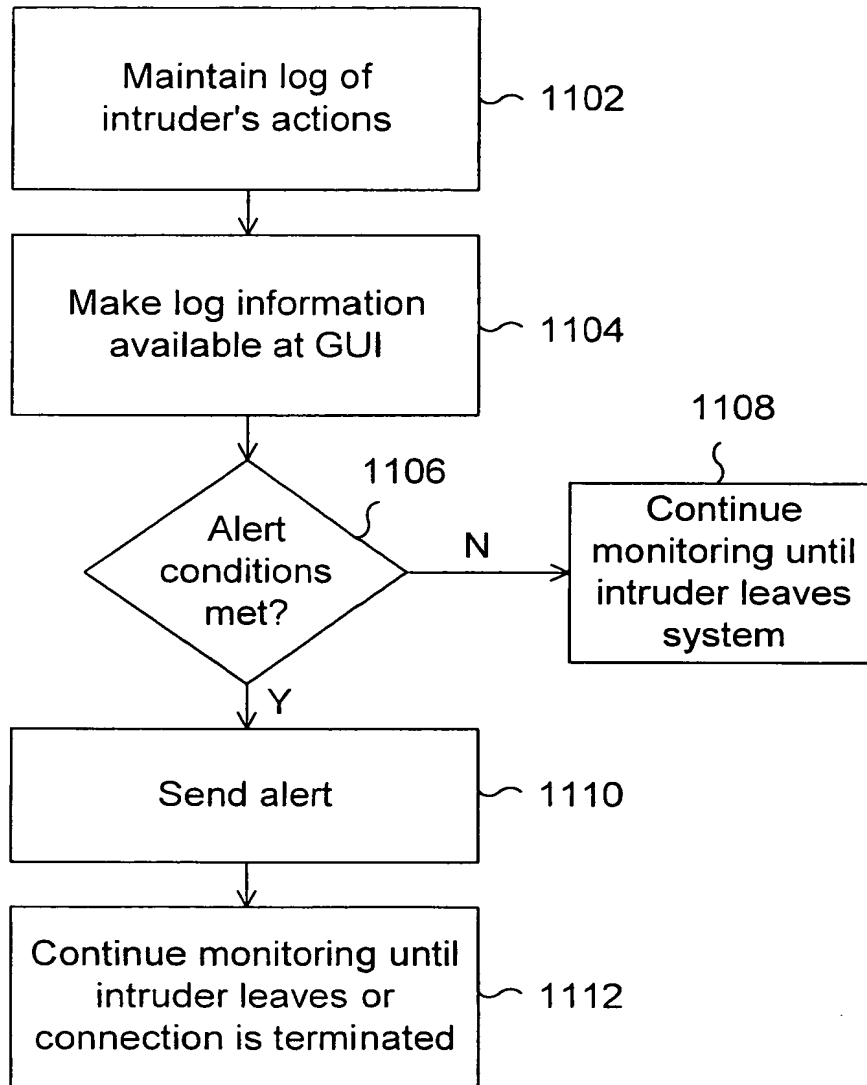 Maintain log of
intruder's actions
1102
Make log information
available at GUI
1104
1106
Alert
conditions
met?
N
1108
Continue
monitoring until
intruder leaves
system
Y
Send alert
1110
Continue monitoring until
intruder leaves or
connection is terminated
1112